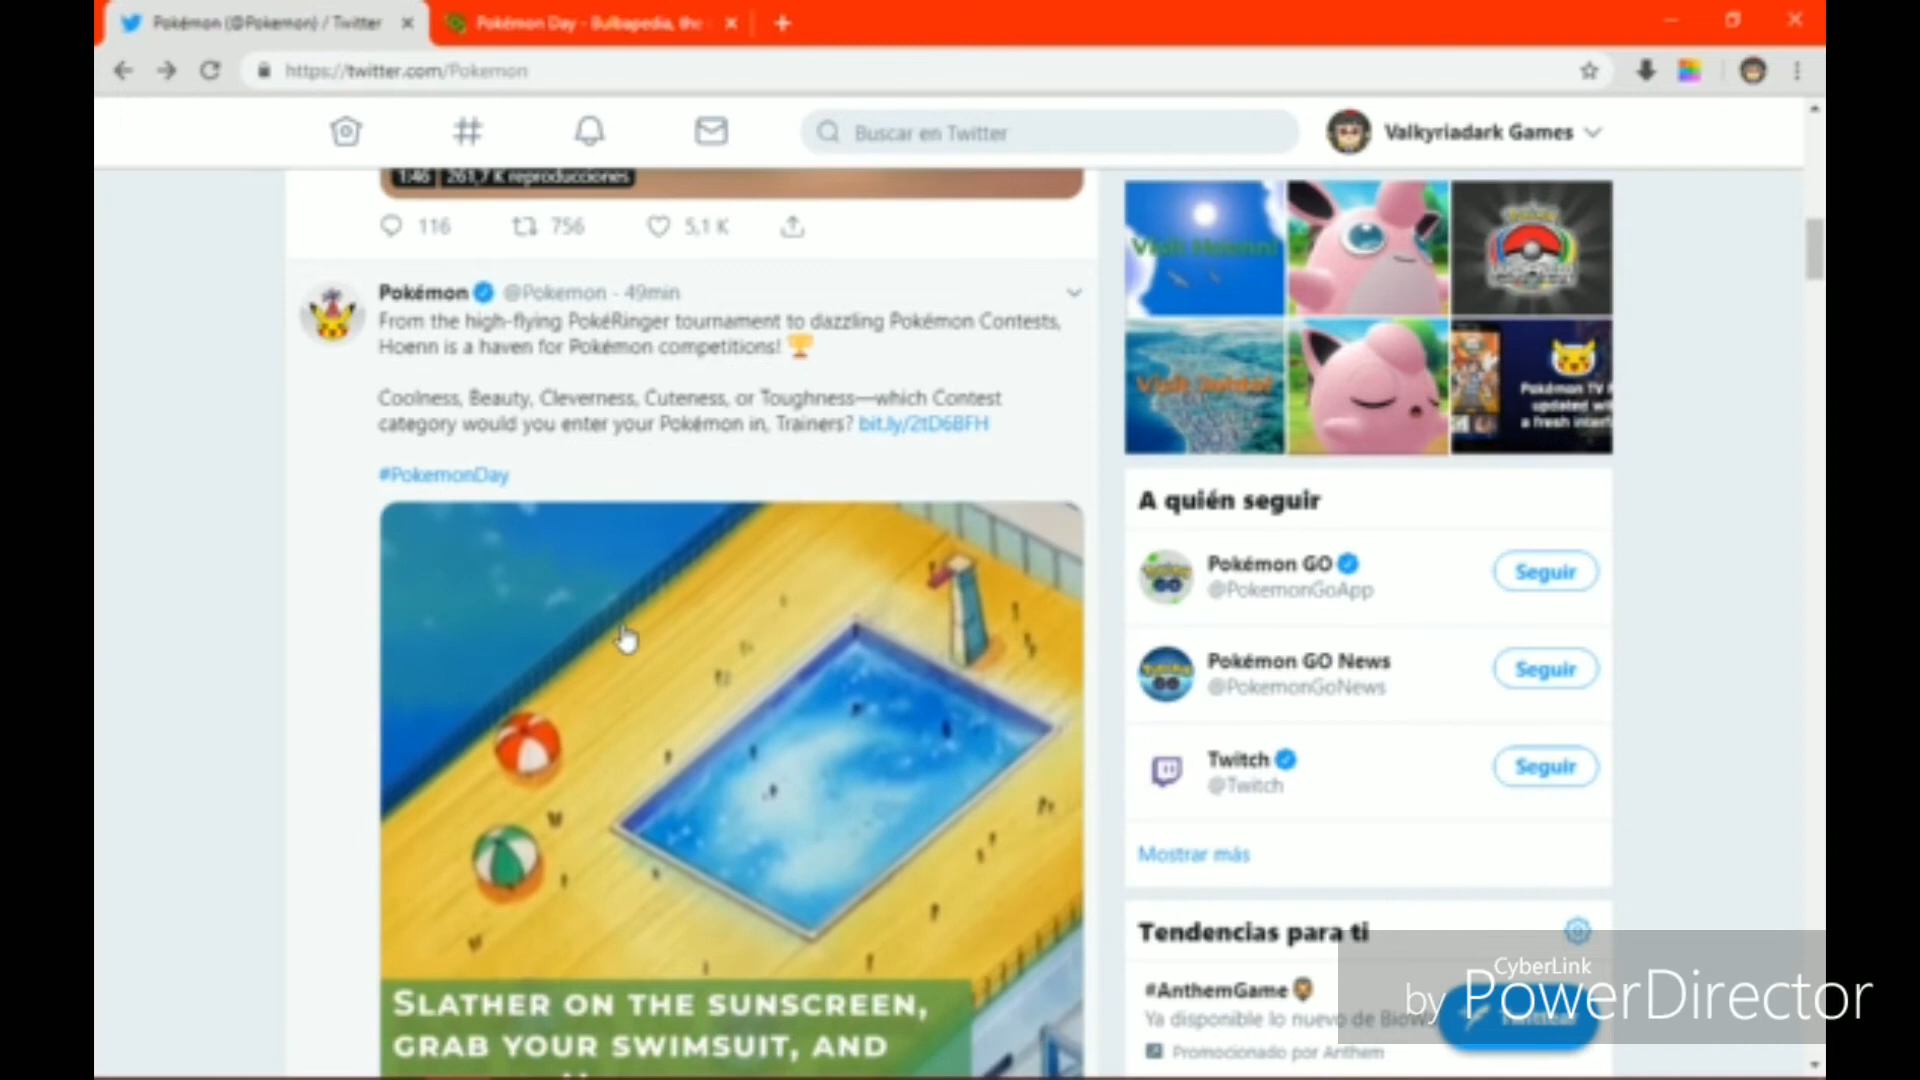 Pokémon (@Pokemon) / Twitter
Pokémon Day - Bulbapedia, the
https://twitter.com/Pokemon
Buscar en Twitter
Valkyriadark Games
1:46 261,7 K reproducciones
116 756 5,1 K
Pokémon @Pokemon - 49min
From the high-flying PokéRinger tournament to dazzling Pokémon Contests,
Hoenn is a haven for Pokémon competitions! 🏆
Coolness, Beauty, Cleverness, Cuteness, or Toughness—which Contest
category would you enter your Pokémon in, Trainers? bit.ly/2tD6BFH
#PokemonDay
SLATHER ON THE SUNSCREEN,
GRAB YOUR SWIMSUIT, AND
Visit Hoenn!
Visit Johto!
Pokémon TV
updated wi
a fresh inter
A quién seguir
Pokémon GO
@PokemonGoApp
Seguir
Pokémon GO News
@PokemonGoNews
Seguir
Twitch
@Twitch
Seguir
Mostrar más
Tendencias para ti
#AnthemGame
Ya disponible lo nuevo de BioW
Promocionado por Anthem
CyberLink
by PowerDirector